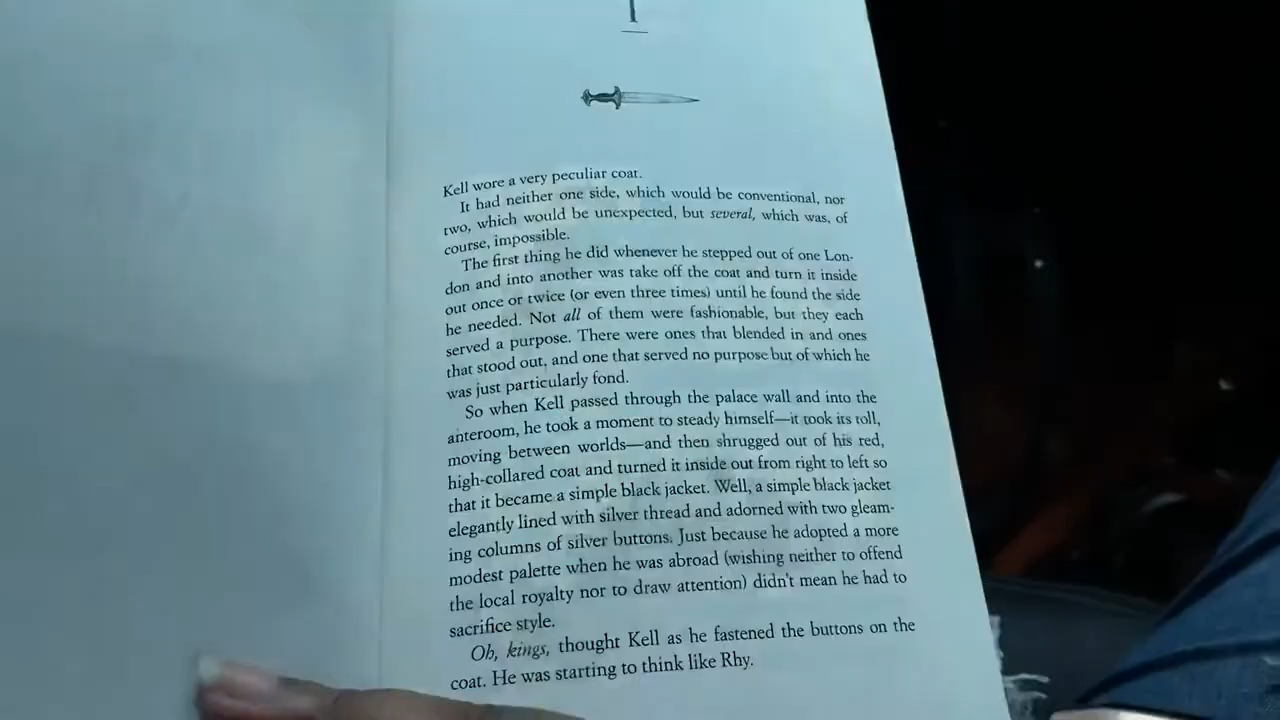 I
Kell wore a very peculiar coat.
It had neither one side, which would be conventional, nor
two, which would be unexpected, but several, which was, of
course, impossible.
The first thing he did whenever he stepped out of one Lon-
don and into another was take off the coat and turn it inside
out once or twice (or even three times) until he found the side
he needed. Not all of them were fashionable, but they each
served a purpose. There were ones that blended in and ones
that stood out, and one that served no purpose but of which he
was just particularly fond.
So when Kell passed through the palace wall and into the
anteroom, he took a moment to steady himself—it took its toll,
moving between worlds—and then shrugged out of his red,
high-collared coat and turned it inside out from right to left so
that it became a simple black jacket. Well, a simple black jacket
elegantly lined with silver thread and adorned with two gleam-
ing columns of silver buttons. Just because he adopted a more
modest palette when he was abroad (wishing neither to offend
the local royalty nor to draw attention) didn't mean he had to
sacrifice style.
Oh, kings, thought Kell as he fastened the buttons on the
coat. He was starting to think like Rhy.